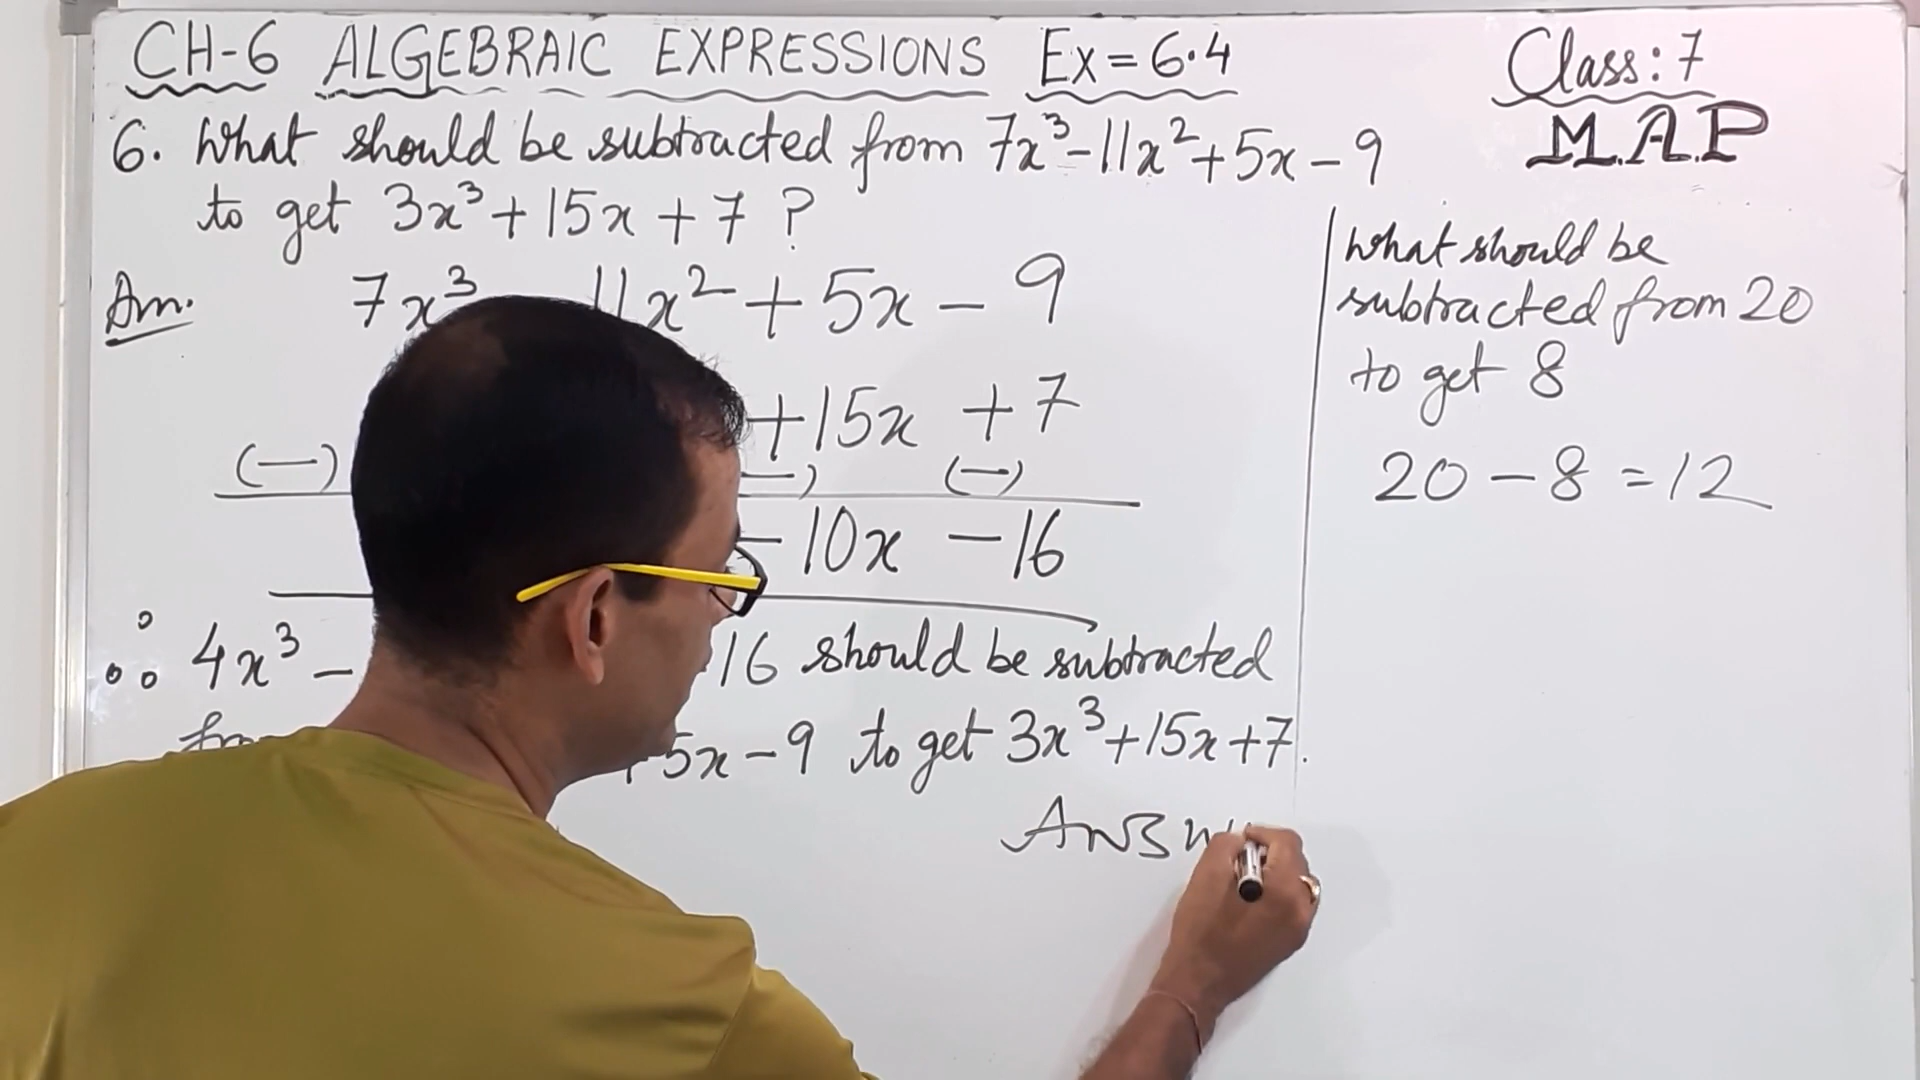 CH-6 ALGEBRAIC EXPRESSIONS Ex=6.4
Class: 7
M.A.P
6. What should be subtracted from 7x³-11x²+5x-9
to get 3x³+15x+7?
Ans. 7x³ 11x²+5x-9
+15x +7
(-) -) (-)
-10x -16
∴ 4x³ - 16 should be subtracted
5x-9 to get 3x³+15x+7.
What should be
subtracted from 20
to get 8
20-8=12